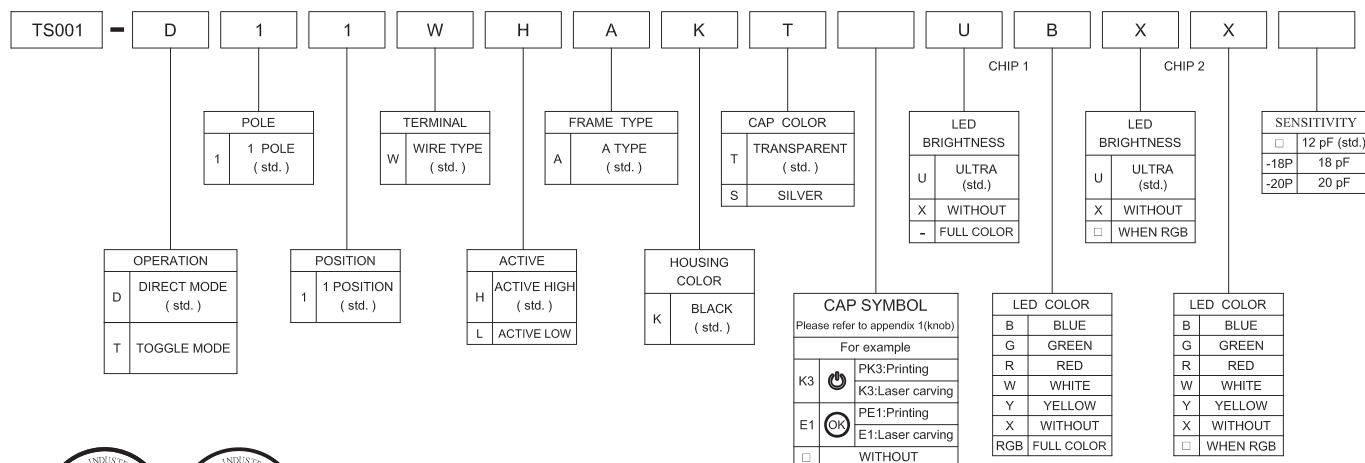 TS001 - D 1 1 W H A K T U B X X
CHIP 1 CHIP 2
POLE
1 1 POLE
( std. )
TERMINAL
W WIRE TYPE
( std. )
FRAME TYPE
A A TYPE
( std. )
CAP COLOR
T TRANSPARENT
( std. )
S SILVER
LED
BRIGHTNESS
U ULTRA
(std.)
X WITHOUT
- FULL COLOR
LED
BRIGHTNESS
U ULTRA
(std.)
X WITHOUT
□ WHEN RGB
SENSITIVITY
□ 12 pF (std.)
-18P 18 pF
-20P 20 pF
OPERATION
D DIRECT MODE
( std. )
T TOGGLE MODE
POSITION
1 1 POSITION
( std. )
ACTIVE
H ACTIVE HIGH
( std. )
L ACTIVE LOW
HOUSING
COLOR
K BLACK
( std. )
CAP SYMBOL
Please refer to appendix 1(knob)
For example
K3 PK3:Printing
K3:Laser carving
E1 OK PE1:Printing
E1:Laser carving
□ WITHOUT
LED COLOR
B BLUE
G GREEN
R RED
W WHITE
Y YELLOW
X WITHOUT
RGB FULL COLOR
LED COLOR
B BLUE
G GREEN
R RED
W WHITE
Y YELLOW
X WITHOUT
□ WHEN RGB